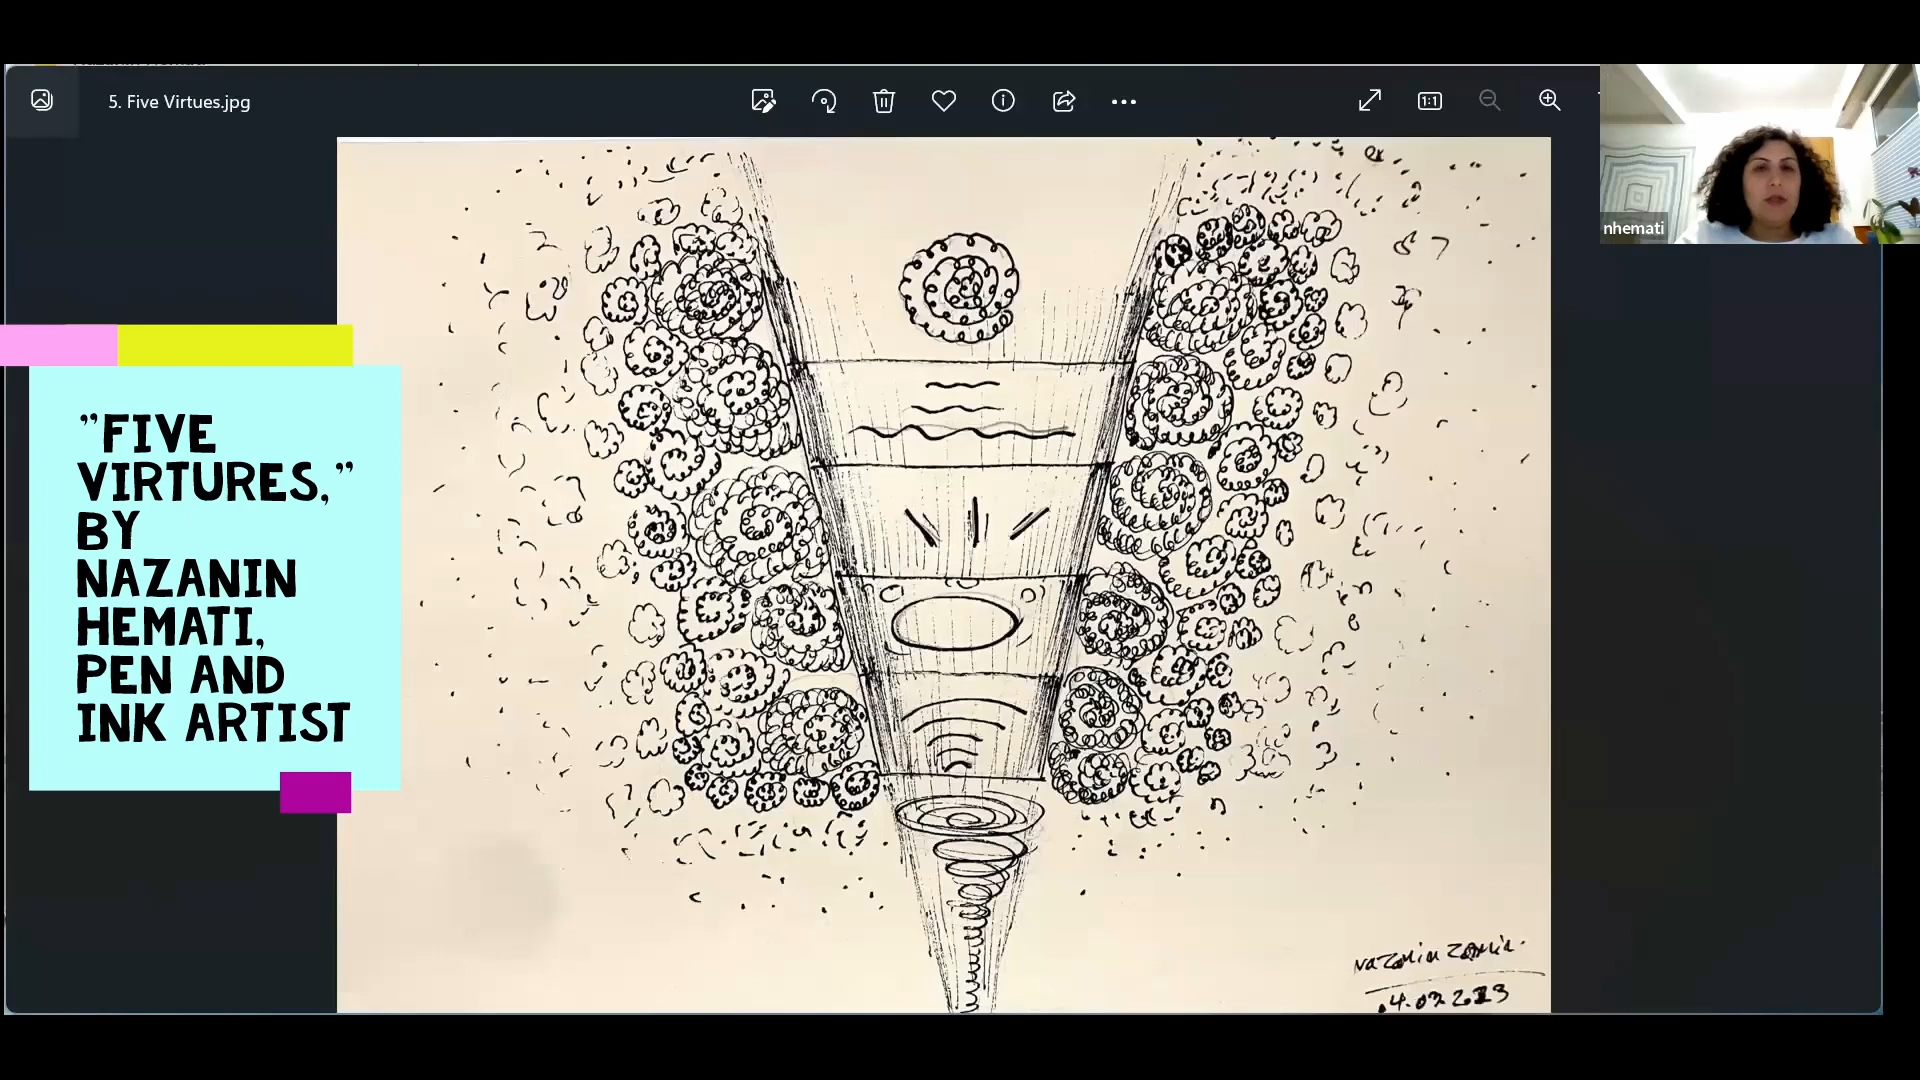 5. Five Virtues.jpg
1:1
nhemati
"FIVE
VIRTURES,"
BY
NAZANIN
HEMATI,
PEN AND
INK ARTIST